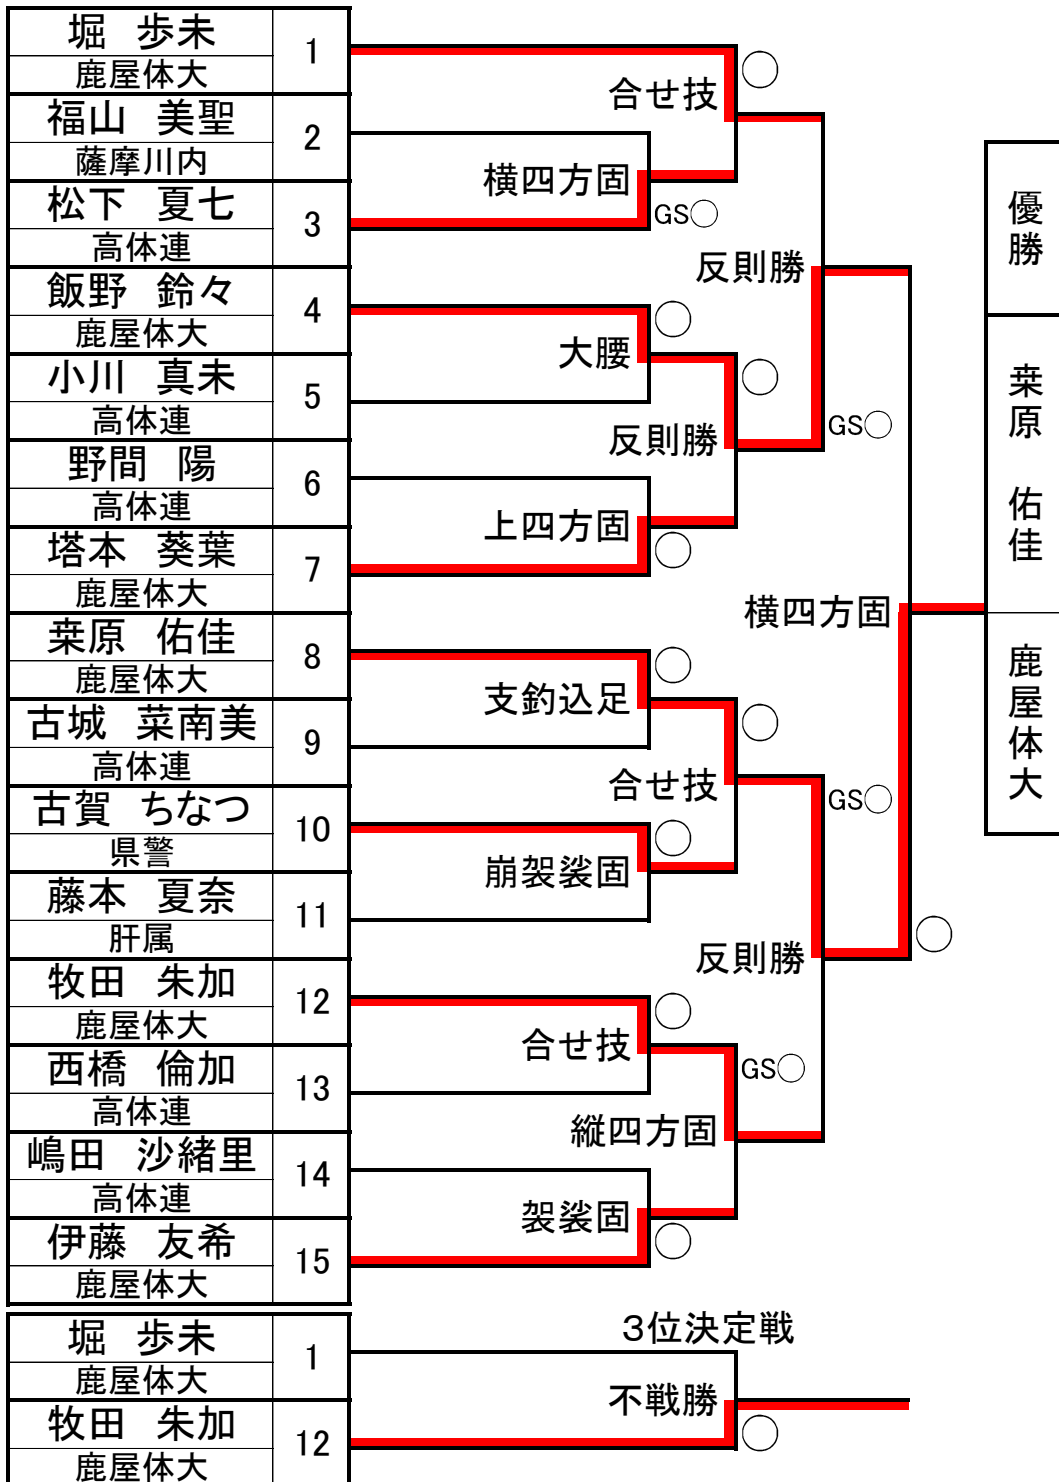 堀 歩未
1
鹿屋体大
福山 美聖
2
薩摩川内
松下 夏七
3
高体連
飯野 鈴々
4
鹿屋体大
小川 真未
5
高体連
野間 陽
6
高体連
塔本 葵葉
7
鹿屋体大
桒原 佑佳
8
鹿屋体大
古城 菜南美
9
高体連
古賀 ちなつ
10
県警
藤本 夏奈
11
肝属
牧田 朱加
12
鹿屋体大
西橋 倫加
13
高体連
嶋田 沙緒里
14
高体連
伊藤 友希
15
鹿屋体大
横四方固
GS○
大腰
○
上四方固
○
支釣込足
○
崩袈裟固
○
合せ技
○
袈裟固
○
合せ技
○
反則勝
○
合せ技
○
縦四方固
GS○
反則勝
GS○
反則勝
GS○
横四方固
○
優勝
桒原 佑佳
鹿屋体大
3位決定戦
堀 歩未
1
鹿屋体大
牧田 朱加
12
鹿屋体大
不戦勝
○